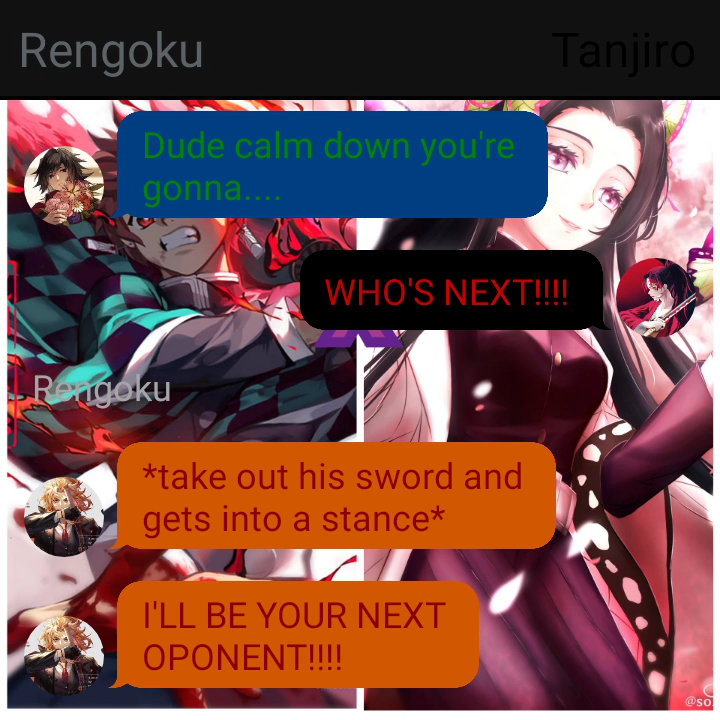 Rengoku Tanjiro
Dude calm down you're
gonna....
WHO'S NEXT!!!!
Rengoku
*take out his sword and
gets into a stance*
I'LL BE YOUR NEXT
OPONENT!!!!